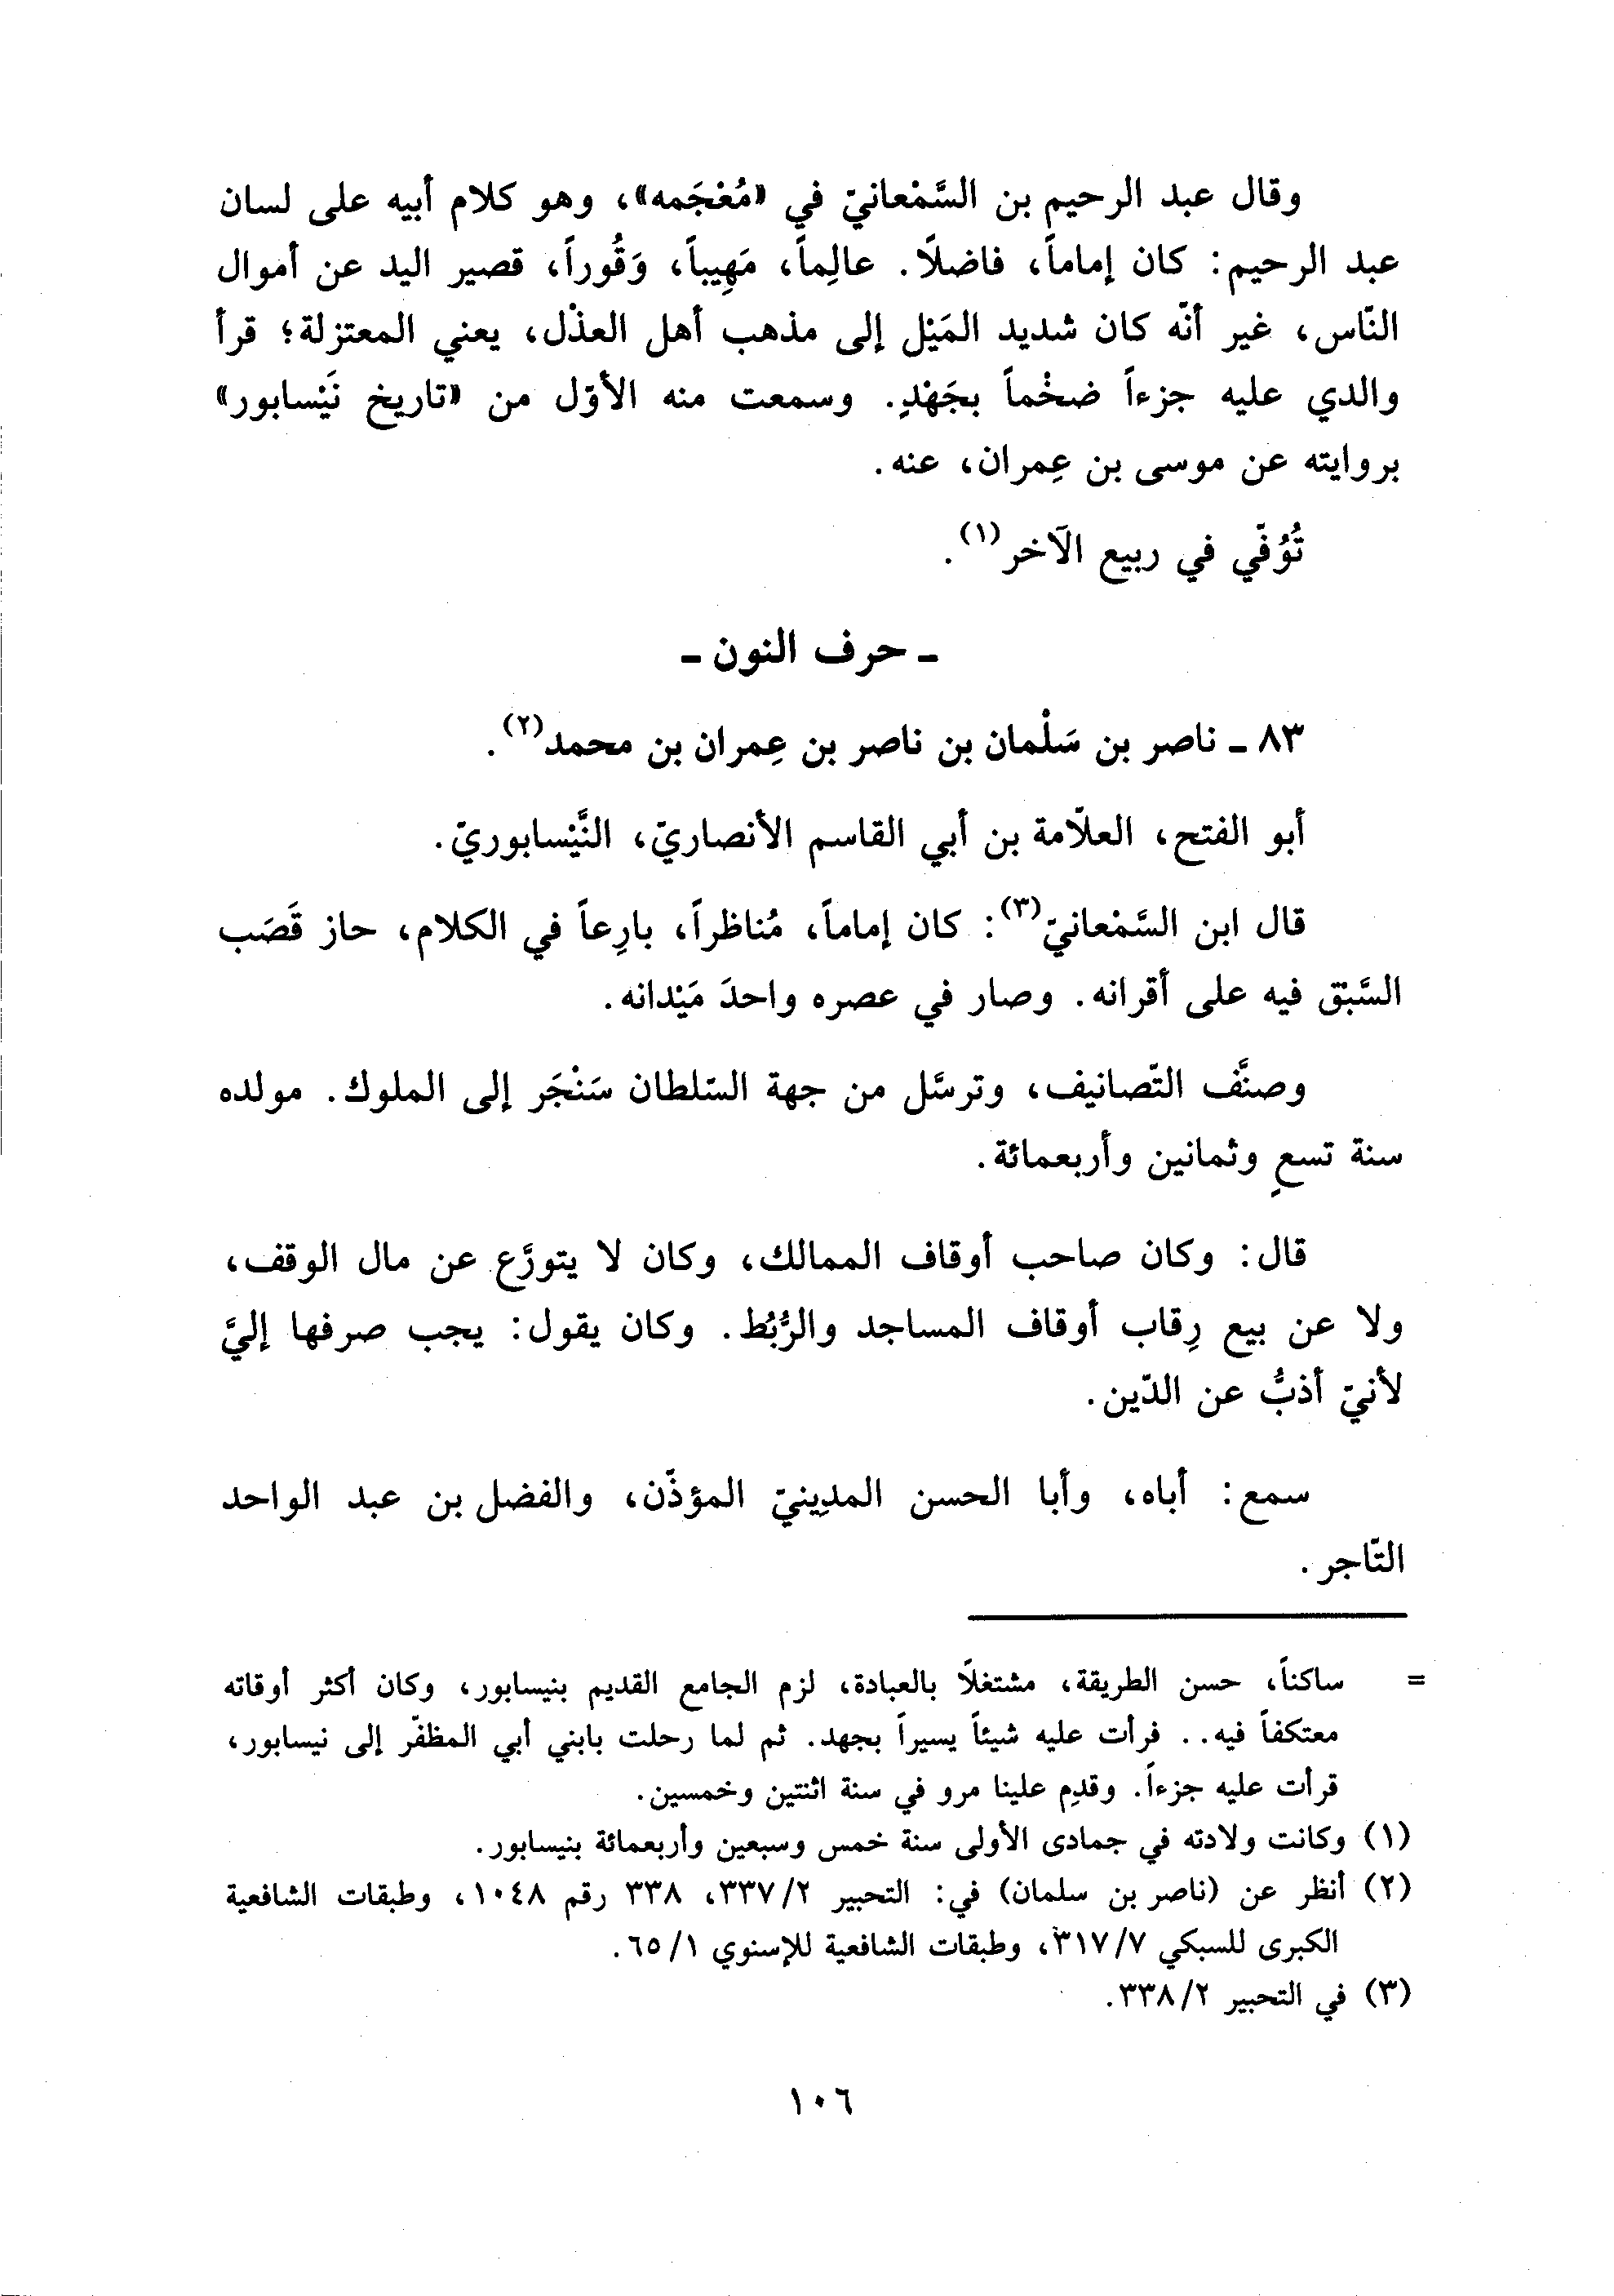 وقال عبد الرحيم بن السَّمْعانيّ في «مُعْجَمه»، وهو كلام أبيه على لسان
عبد الرحيم: كان إماماً، فاضلًا. عالِماً، مَهِيباً، وَقُوراً، قصير اليد عن أموال
النّاس، غير أنّه كان شديد المَيْل إلى مذهب أهل العذْل، يعني المعتزلة؛ قرأ
والدي عليه جزءاً ضخْماً بجَهْدٍ. وسمعت منه الأوّل من «تاريخ نَيْسابور»
بروايته عن موسى بن عِمران، عنه.
تُوُفّي في ربيع الآخر(١).
ـ حرف النون ـ
٨٣ ـ ناصر بن سَلْمان بن ناصر بن عِمران بن محمد(٢).
أبو الفتح، العلّامة بن أبي القاسم الأنصاريّ، النَّيْسابوريّ.
قال ابن السَّمْعانيّ(٣): كان إماماً، مُناظراً، بارِعاً في الكلام، حاز قَصَب
السَّبْق فيه على أقرانه. وصار في عصره واحدَ مَيْدانه.
وصنَّف التّصانيف، وترسَّل من جهة السّلطان سَنْجَر إلى الملوك. مولده
سنة تسعٍ وثمانين وأربعمائة.
قال: وكان صاحب أوقاف الممالك، وكان لا يتورَّع عن مال الوقف،
ولا عن بيع رِقاب أوقاف المساجد والرُّبُط. وكان يقول: يجب صرفها إليَّ
لأنيّ أذبُّ عن الدّين.
سمع: أباه، وأبا الحسن المدِينيّ المؤذّن، والفضل بن عبد الواحد
التّاجر.
= ساكناً، حسن الطريقة، مشتغلًا بالعبادة، لزم الجامع القديم بنيسابور، وكان أكثر أوقاته
معتكفاً فيه.. قرأت عليه شيئاً يسيراً بجهد. ثم لما رحلت بابني أبي المظفّر إلى نيسابور،
قرأت عليه جزءاً. وقدِم علينا مرو في سنة اثنتين وخمسين.
(١) وكانت ولادته في جمادى الأولى سنة خمس وسبعين وأربعمائة بنيسابور.
(٢) أنظر عن (ناصر بن سلمان) في: التحبير ٣٣٧/٢، ٣٣٨ رقم ١٠٤٨، وطبقات الشافعية
الكبرى للسبكي ٣١٧/٧، وطبقات الشافعية للإسنوي ٦٥/١.
(٣) في التحبير ٣٣٨/٢.
١٠٦